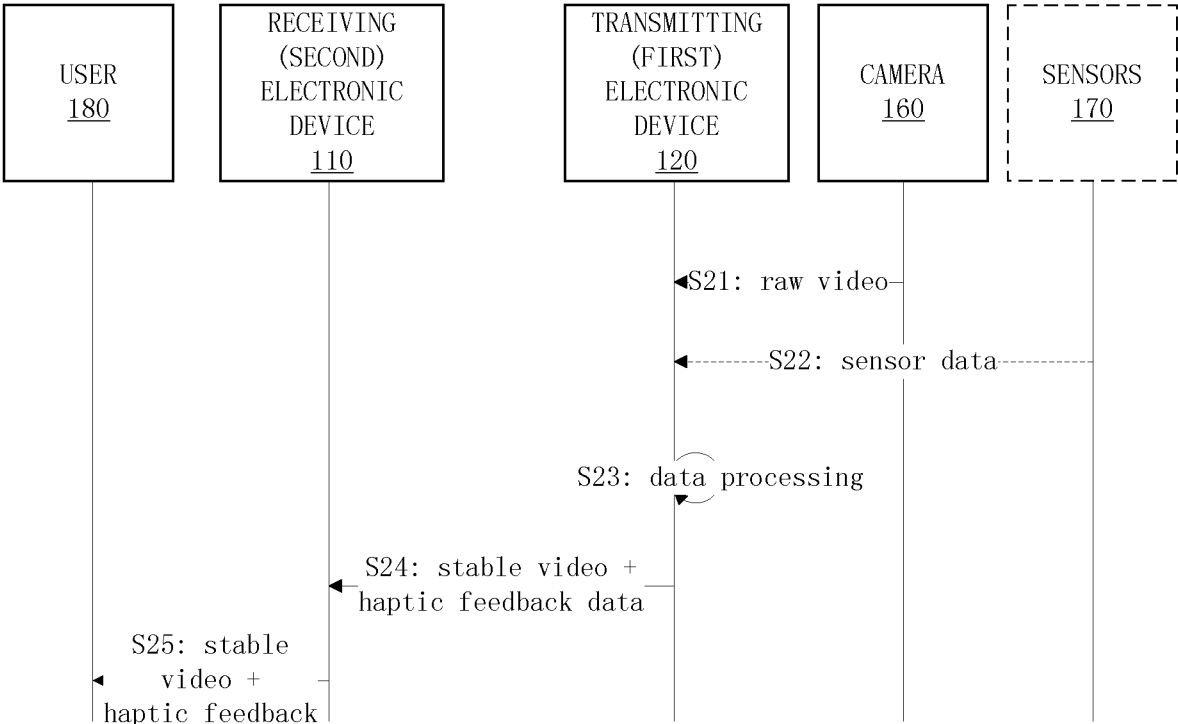 USER
180
RECEIVING
(SECOND)
ELECTRONIC
DEVICE
110
TRANSMITTING
(FIRST)
ELECTRONIC
DEVICE
120
CAMERA
160
SENSORS
170
S21: raw video
S22: sensor data
S23: data processing
S24: stable video +
haptic feedback data
S25: stable
video +
haptic feedback